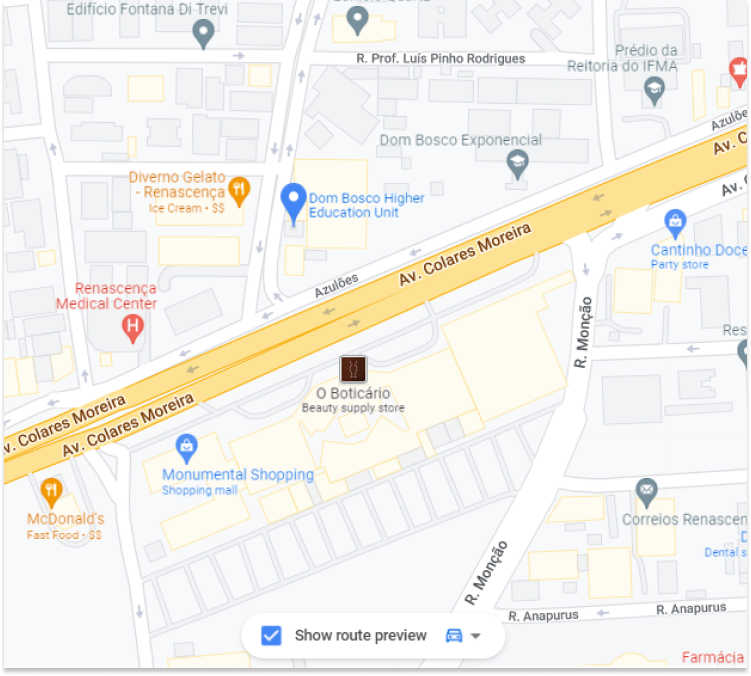 Edifício Fontana Di Trevi
R. Prof. Luís Pinho Rodrigues
Prédio da
Reitoria do IFMA
Azulões
Av. C
Dom Bosco Exponencial
Diverno Gelato
- Renascença
Ice Cream • $$
Dom Bosco Higher
Education Unit
Av. C
Cantinho Doce
Party store
Av. Colares Moreira
Azulões
Renascença
Medical Center
R. Monção
Res
O Boticário
Beauty supply store
v. Colares Moreira
Av. Colares Moreira
Monumental Shopping
Shopping mall
McDonald's
Fast Food • $$
Correios Renascen
D
Dental s
R. Monção
R. Anapurus
R. Anapurus
Show route preview
Farmácia